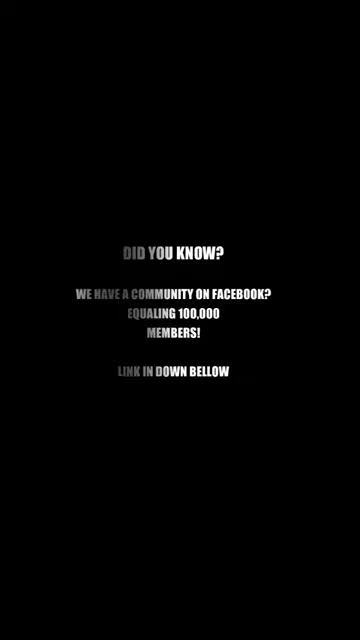 DID YOU KNOW?
WE HAVE A COMMUNITY ON FACEBOOK?
EQUALING 100,000
MEMBERS!
LINK IN DOWN BELLOW